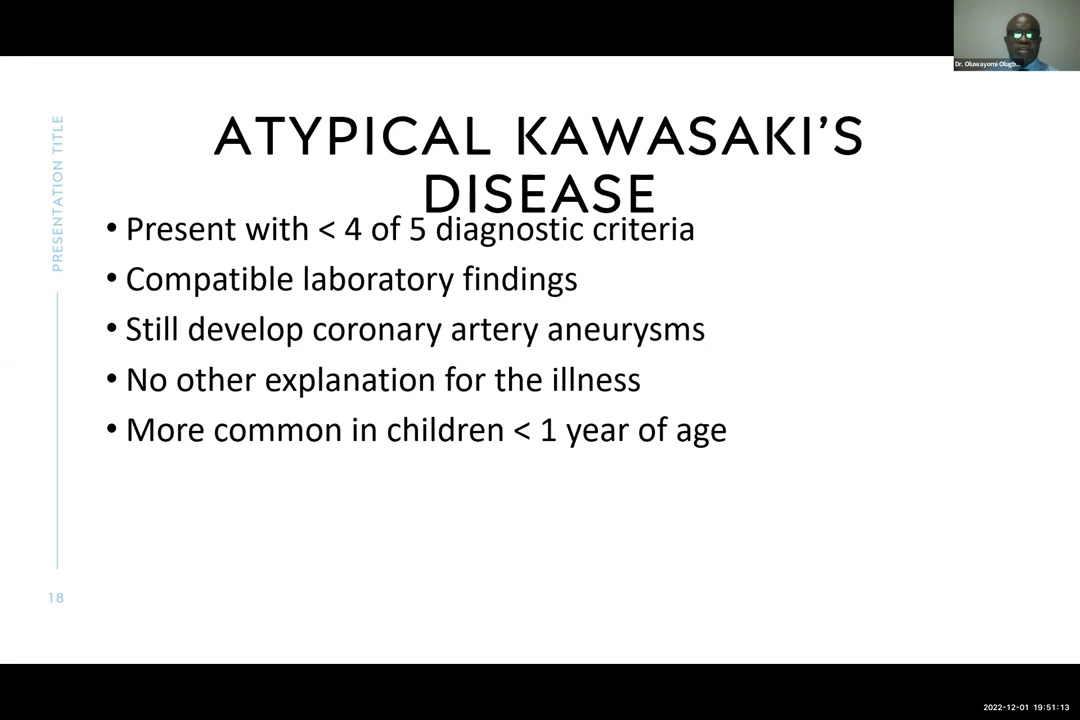 Dr. Oluwayomi Olugb...
PRESENTATION TITLE
ATYPICAL KAWASAKI’S
DISEASE
• Present with < 4 of 5 diagnostic criteria
• Compatible laboratory findings
• Still develop coronary artery aneurysms
• No other explanation for the illness
• More common in children < 1 year of age
18
2022-12-01 19:51:13